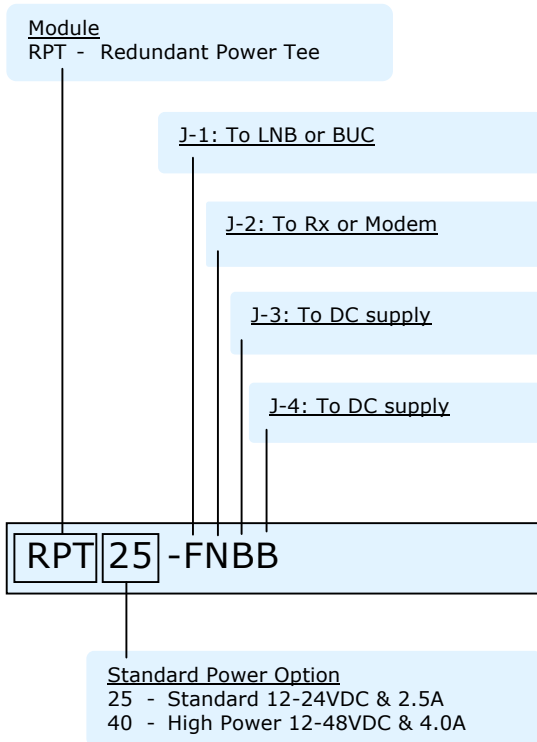 Module
RPT - Redundant Power Tee
J-1: To LNB or BUC
J-2: To Rx or Modem
J-3: To DC supply
J-4: To DC supply
RPT 25 -FNBB
Standard Power Option
25 - Standard 12-24VDC & 2.5A
40 - High Power 12-48VDC & 4.0A